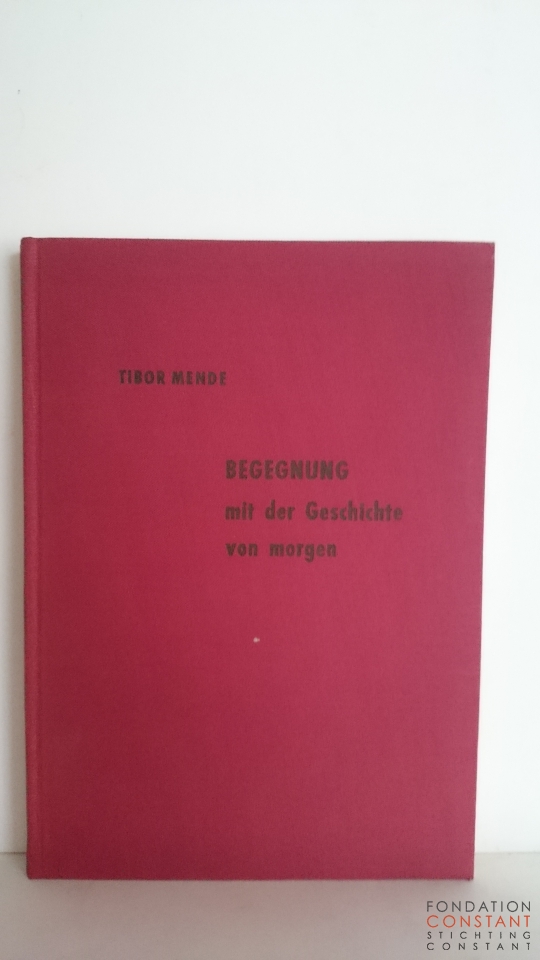 TIBOR MENDE
BEGEGNUNG
mit der Geschichte
von morgen
FONDATION
CONSTANT
STICHTING
CONSTANT